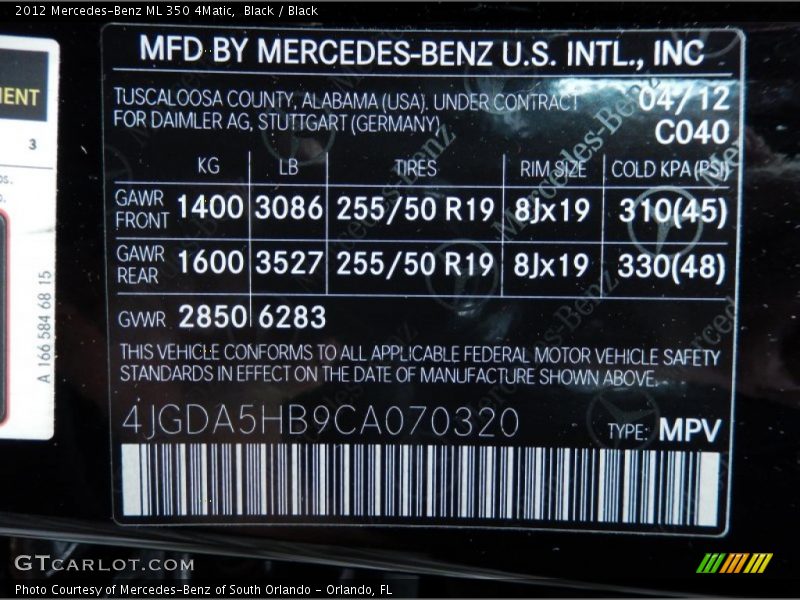 2012 Mercedes-Benz ML 350 4Matic, Black / Black
MENT
3
A 166 584 68 15
MFD BY MERCEDES-BENZ U.S. INTL., INC
TUSCALOOSA COUNTY, ALABAMA (USA). UNDER CONTRACT 04/12
FOR DAIMLER AG, STUTTGART (GERMANY) C040
KG LB TIRES RIM SIZE COLD KPA (PSI)
GAWR FRONT 1400 3086 255/50 R19 8Jx19 310(45)
GAWR REAR 1600 3527 255/50 R19 8Jx19 330(48)
GVWR 2850 6283
THIS VEHICLE CONFORMS TO ALL APPLICABLE FEDERAL MOTOR VEHICLE SAFETY
STANDARDS IN EFFECT ON THE DATE OF MANUFACTURE SHOWN ABOVE.
4JGDA5HB9CA070320 TYPE: MPV
GTCARLOT.COM
Photo Courtesy of Mercedes-Benz of South Orlando - Orlando, FL